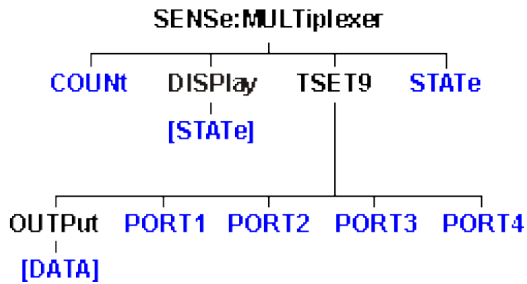 SENSe:MULTiplexer
COUNt DISPlay TSET9 STATe
[STATe]
OUTPut PORT1 PORT2 PORT3 PORT4
[DATA]